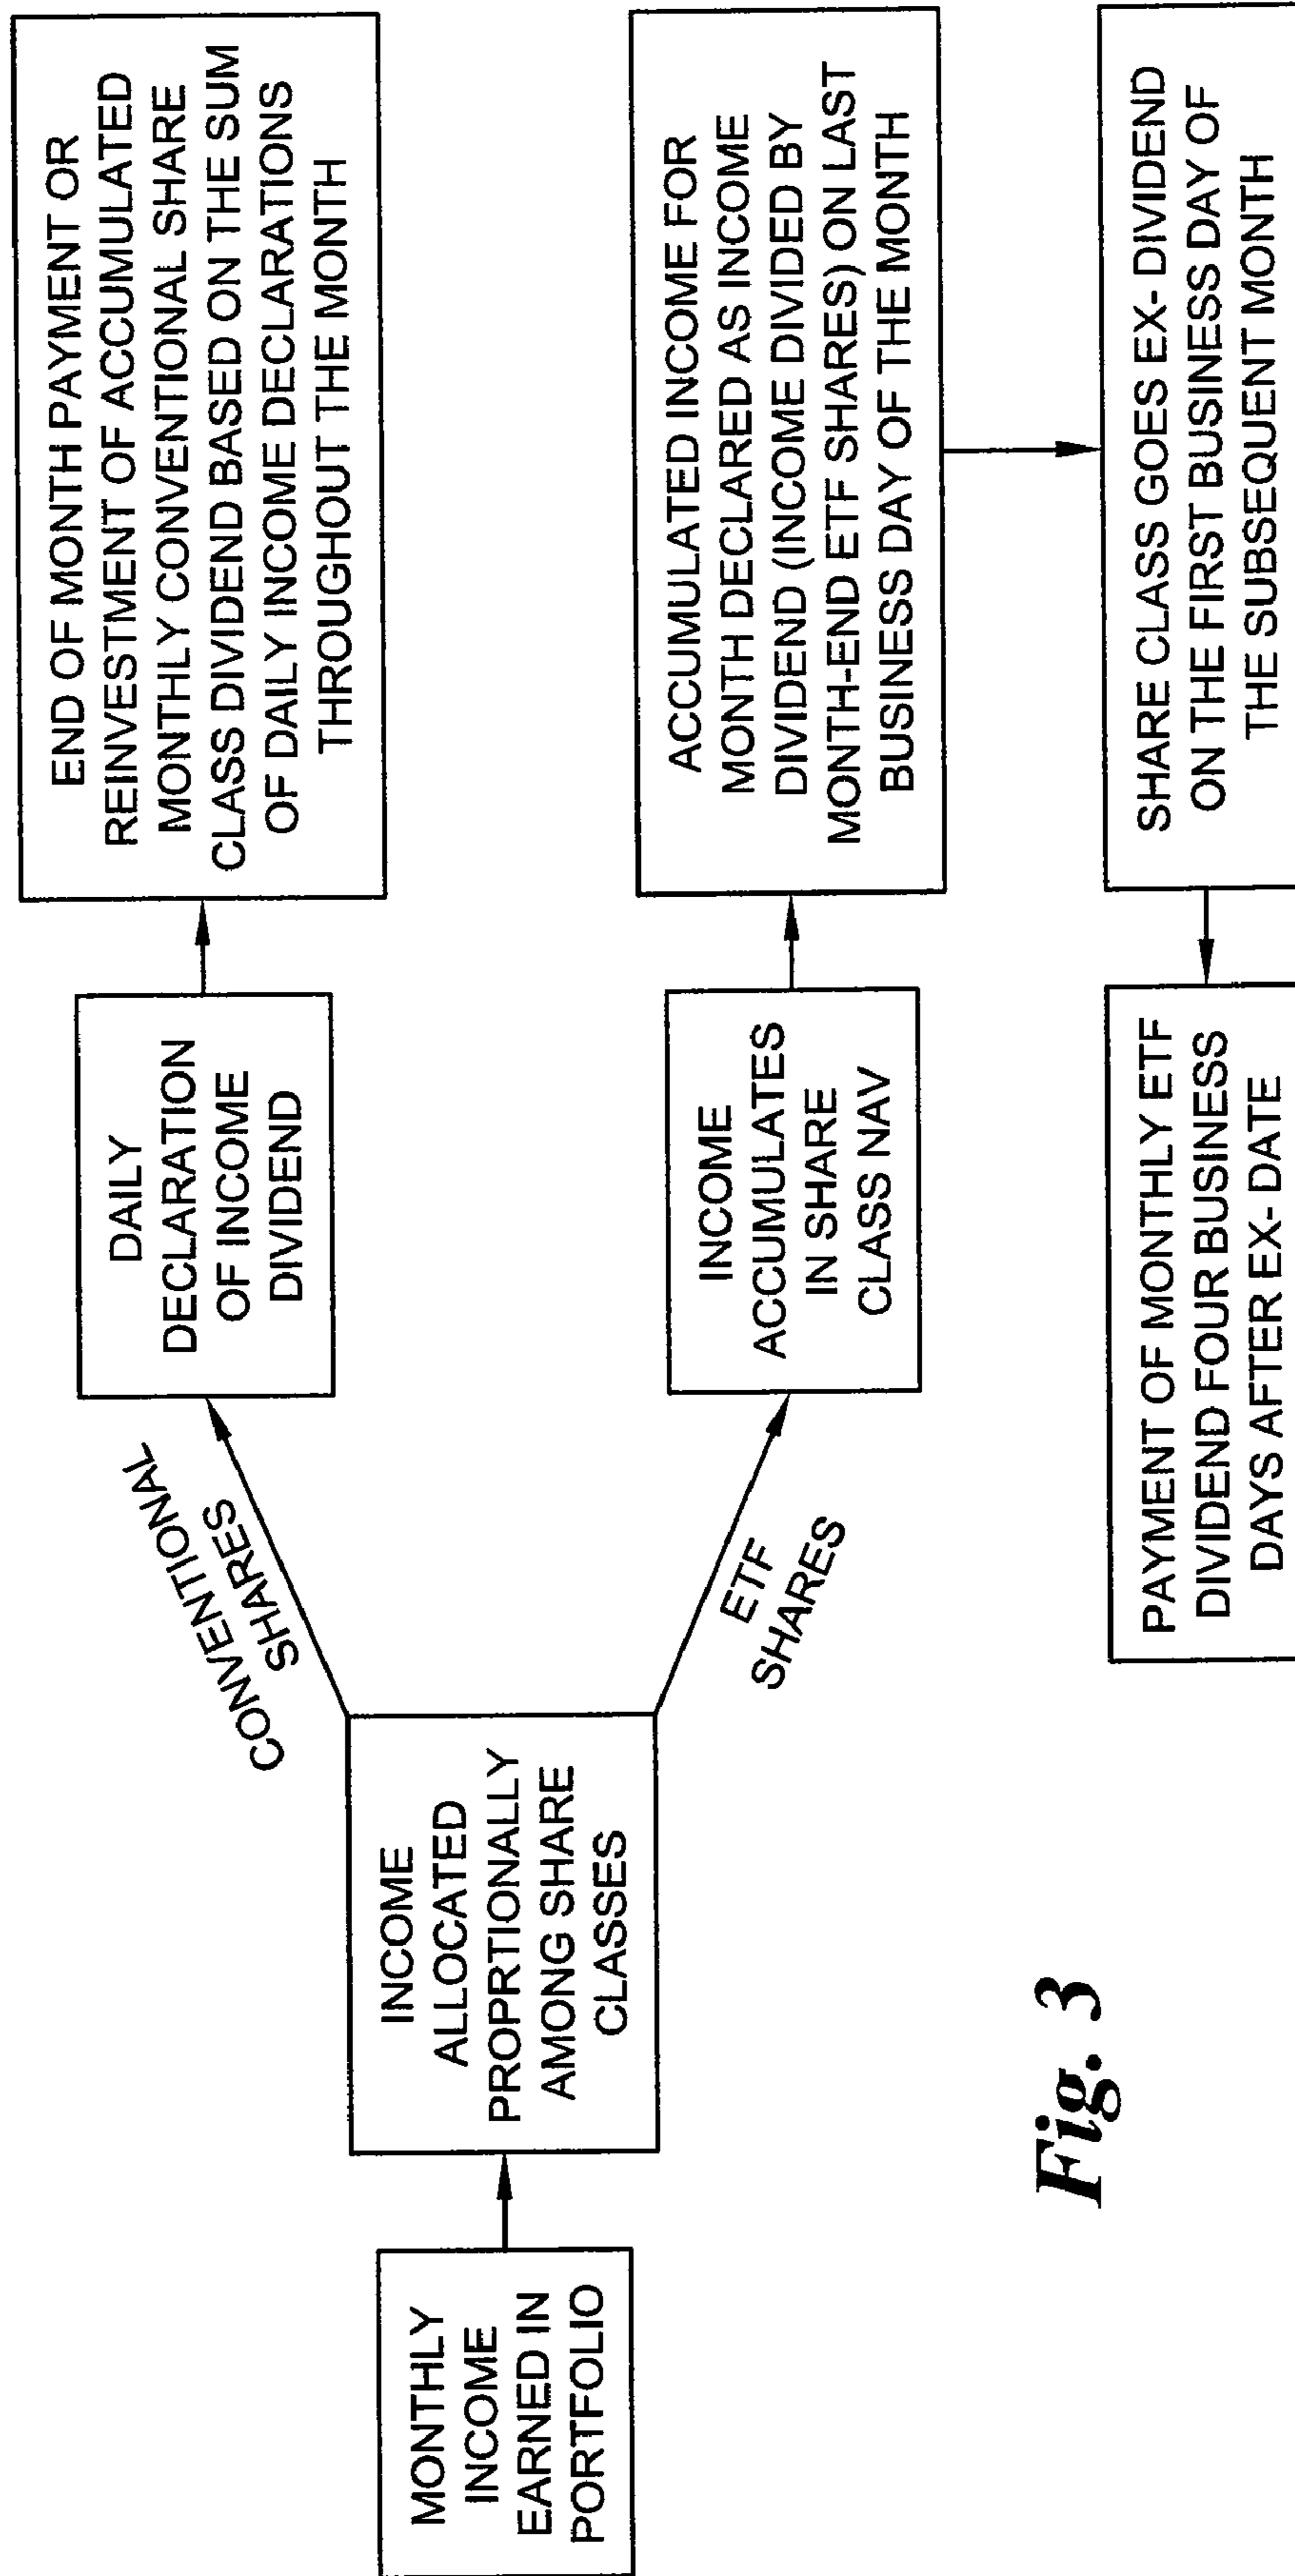 MONTHLY
INCOME
EARNED IN
PORTFOLIO
INCOME
ALLOCATED
PROPRTIONALLY
AMONG SHARE
CLASSES
CONVENTIONAL
SHARES
DAILY
DECLARATION
OF INCOME
DIVIDEND
END OF MONTH PAYMENT OR
REINVESTMENT OF ACCUMULATED
MONTHLY CONVENTIONAL SHARE
CLASS DIVIDEND BASED ON THE SUM
OF DAILY INCOME DECLARATIONS
THROUGHOUT THE MONTH
ETF
SHARES
INCOME
ACCUMULATES
IN SHARE
CLASS NAV
ACCUMULATED INCOME FOR
MONTH DECLARED AS INCOME
DIVIDEND (INCOME DIVIDED BY
MONTH-END ETF SHARES) ON LAST
BUSINESS DAY OF THE MONTH
SHARE CLASS GOES EX- DIVIDEND
ON THE FIRST BUSINESS DAY OF
THE SUBSEQUENT MONTH
PAYMENT OF MONTHLY ETF
DIVIDEND FOUR BUSINESS
DAYS AFTER EX- DATE
Fig. 3